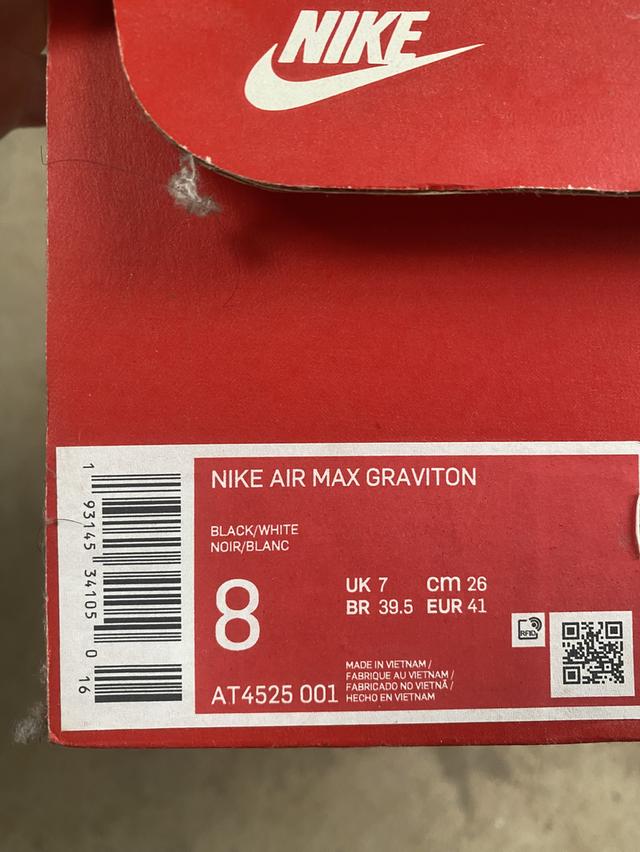 NIKE
NIKE AIR MAX GRAVITON
BLACK/WHITE
NOIR/BLANC
8
UK 7 cm 26
BR 39.5 EUR 41
AT4525 001
MADE IN VIETNAM /
FABRIQUE AU VIETNAM /
FABRICADO NO VIETNÃ /
HECHO EN VIETNAM
RFID
1 93145 34105 0 16